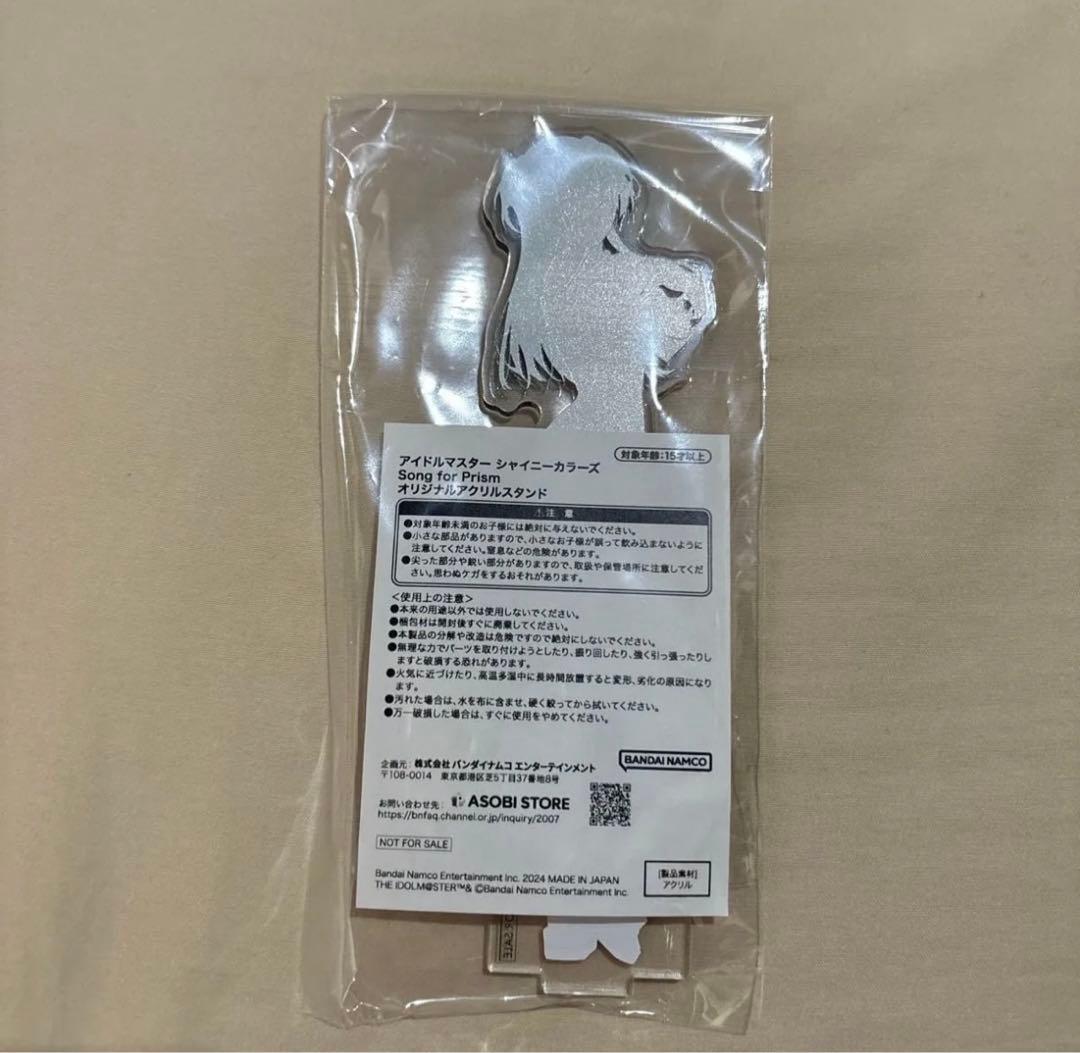 アイドルマスター シャイニーカラーズ
対象年齢:15才以上
Song for Prism
オリジナルアクリルスタンド
⚠注 意
●対象年齢未満のお子様には絶対に与えないでください。
●小さな部品がありますので、小さなお子様が誤って飲み込まないように
注意してください。窒息などの危険があります。
●尖った部分や鋭い部分がありますので、取扱や保管場所に注意してくだ
さい。思わぬケガをするおそれがあります。
<使用上の注意>
●本来の用途以外では使用しないでください。
●梱包材は開封後すぐに廃棄してください。
●本製品の分解や改造は危険ですので絶対にしないでください。
●無理な力でパーツを取り付けようとしたり、振り回したり、強く引っ張ったりし
ますと破損する恐れがあります。
●火気に近づけたり、高温多湿中に長時間放置すると変形、劣化の原因になり
ます。
●汚れた場合は、水を布に含ませ、硬く絞ってから拭いてください。
●万一破損した場合は、すぐに使用をやめてください。
企画元:株式会社 バンダイナムコ エンターテインメント
BANDAI NAMCO
〒108-0014 東京都港区芝5丁目37番地8号
お問い合わせ先: ASOBI STORE
https://bnfaq.channel.or.jp/inquiry/2007
NOT FOR SALE
Bandai Namco Entertainment Inc. 2024 MADE IN JAPAN
THE IDOLM@STER™& ©Bandai Namco Entertainment Inc.
[製品素材]
アクリル